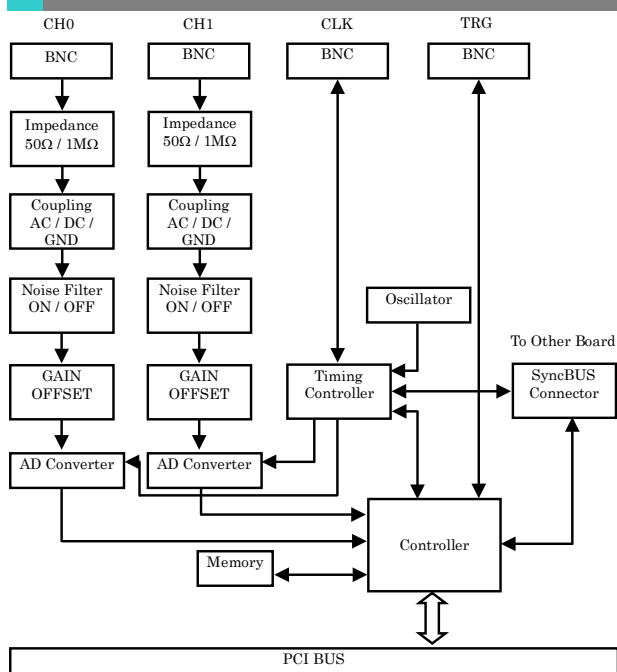 CH0 CH1 CLK TRG
BNC BNC BNC BNC
Impedance
50Ω / 1MΩ
Impedance
50Ω / 1MΩ
Coupling
AC / DC /
GND
Coupling
AC / DC /
GND
Noise Filter
ON / OFF
Noise Filter
ON / OFF
Oscillator
To Other Board
GAIN
OFFSET
GAIN
OFFSET
Timing
Controller
SyncBUS
Connector
AD Converter
AD Converter
Controller
Memory
PCI BUS